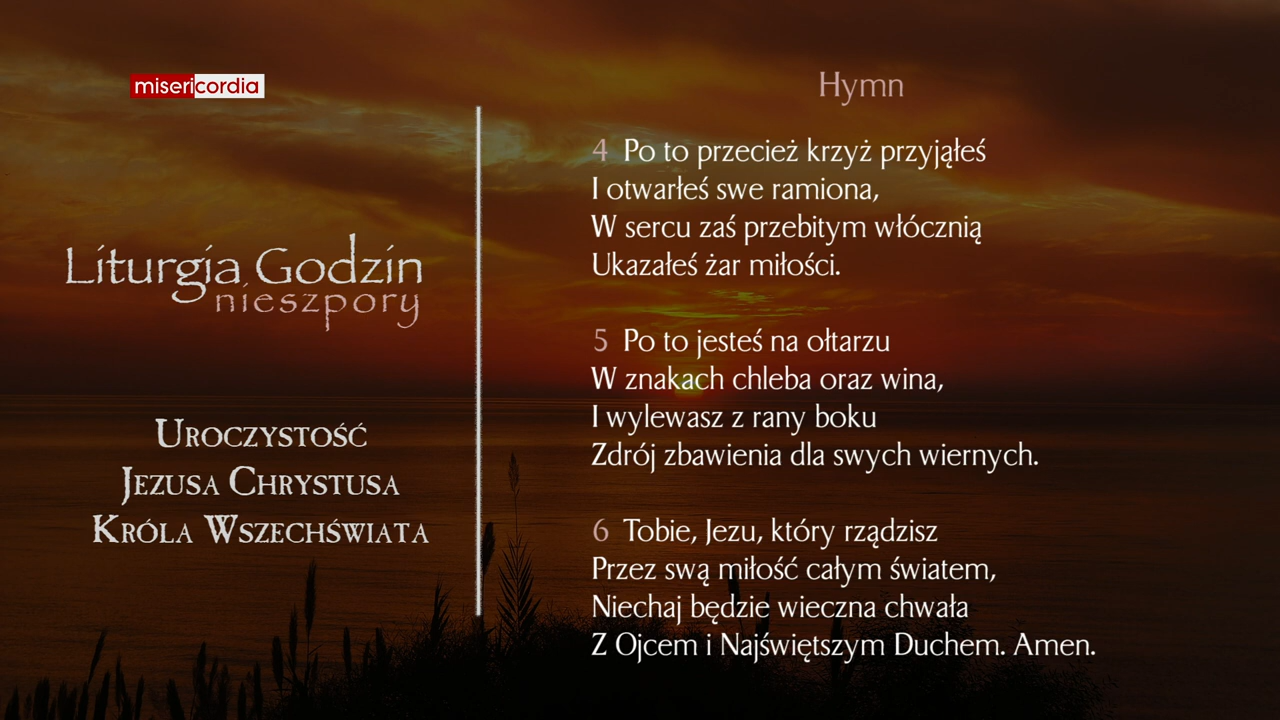 misericordia
Liturgia Godzin
nieszpory
Uroczystość
Jezusa Chrystusa
Króla Wszechświata
Hymn
4 Po to przecież krzyż przyjąłeś
I otwarłeś swe ramiona,
W sercu zaś przebitym włócznią
Ukazałeś żar miłości.
5 Po to jesteś na ołtarzu
W znakach chleba oraz wina,
I wylewasz z rany boku
Zdrój zbawienia dla swych wiernych.
6 Tobie, Jezu, który rządzisz
Przez swą miłość całym światem,
Niechaj będzie wieczna chwała
Z Ojcem i Najświętszym Duchem. Amen.